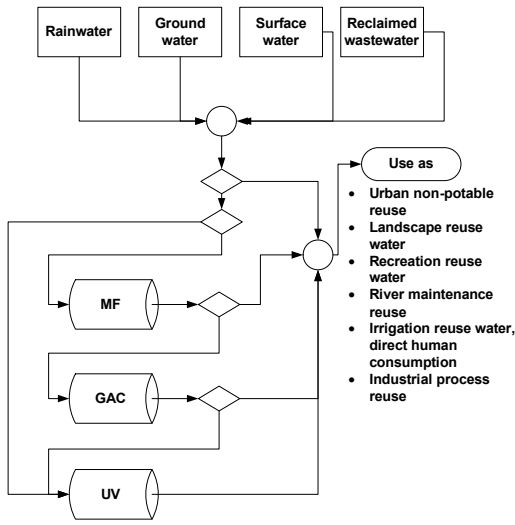 Rainwater
Ground
water
Surface
water
Reclaimed
wastewater
Use as
• Urban non-potable
reuse
• Landscape reuse
water
• Recreation reuse
water
• River maintenance
reuse
• Irrigation reuse water,
direct human
consumption
• Industrial process
reuse
MF
GAC
UV